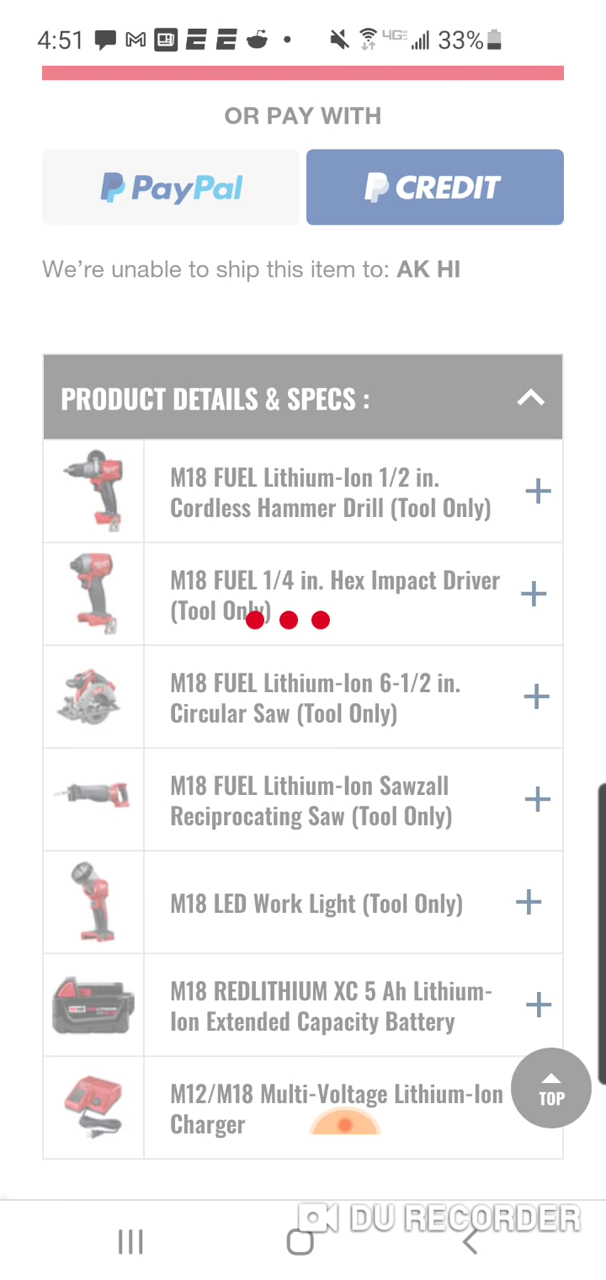 4:51 4GE 33%
OR PAY WITH
PayPal
CREDIT
We're unable to ship this item to: AK HI
PRODUCT DETAILS & SPECS :
M18 FUEL Lithium-Ion 1/2 in.
Cordless Hammer Drill (Tool Only)
M18 FUEL 1/4 in. Hex Impact Driver
(Tool Only)
M18 FUEL Lithium-Ion 6-1/2 in.
Circular Saw (Tool Only)
M18 FUEL Lithium-Ion Sawzall
Reciprocating Saw (Tool Only)
M18 LED Work Light (Tool Only)
M18 REDLITHIUM XC 5 Ah Lithium-
Ion Extended Capacity Battery
M12/M18 Multi-Voltage Lithium-Ion
Charger
TOP
DU RECORDER